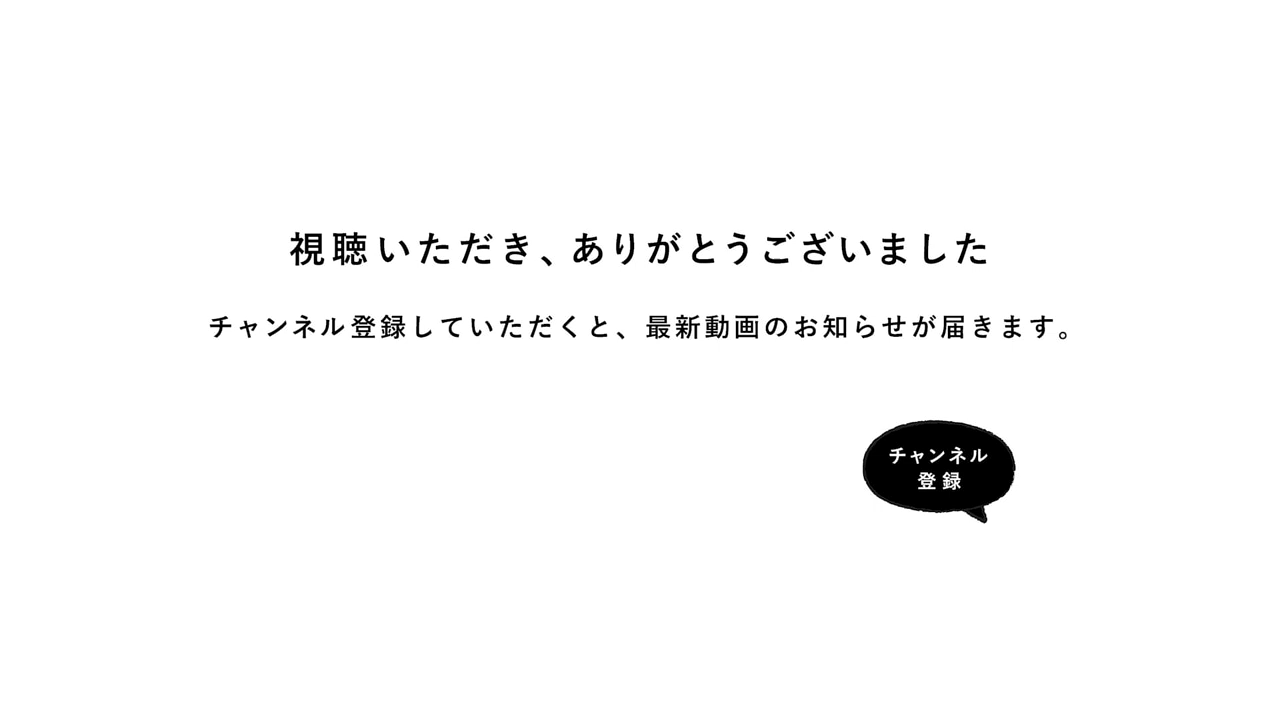 視聴いただき、ありがとうございました
チャンネル登録していただくと、最新動画のお知らせが届きます。
チャンネル
登録